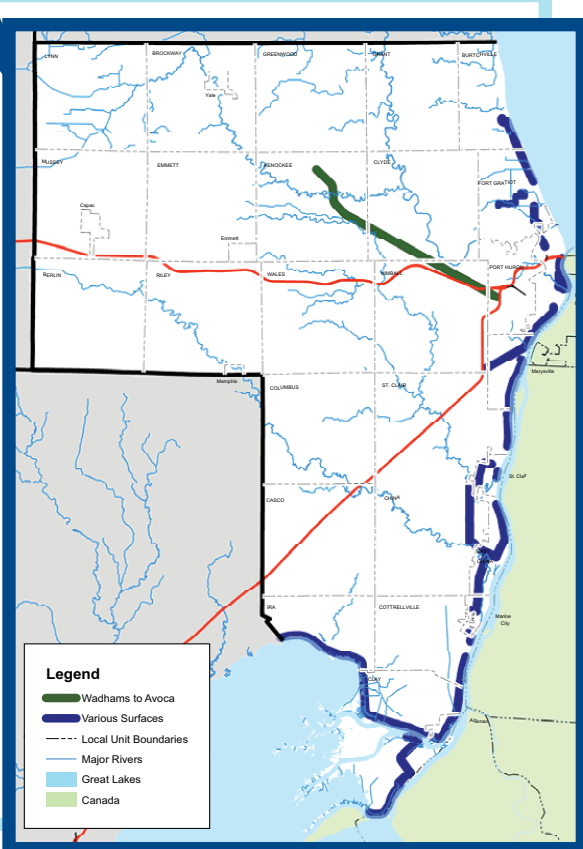 LYNN
BROCKWAY
GREENWOOD
GRANT
BURTCHVILLE
Yale
MUSSEY
EMMETT
KENOCKEE
CLYDE
FORT GRATIOT
Capac
Emmett
BERLIN
RILEY
WALES
KIMBALL
PORT HURON
Memphis
COLUMBUS
ST. CLAIR
Marysville
CASCO
CHINA
St. Clair
CHINA
IRA
COTTRELLVILLE
Marine
City
CLAY
Algonac
Legend
Wadhams to Avoca
Various Surfaces
Local Unit Boundaries
Major Rivers
Great Lakes
Canada